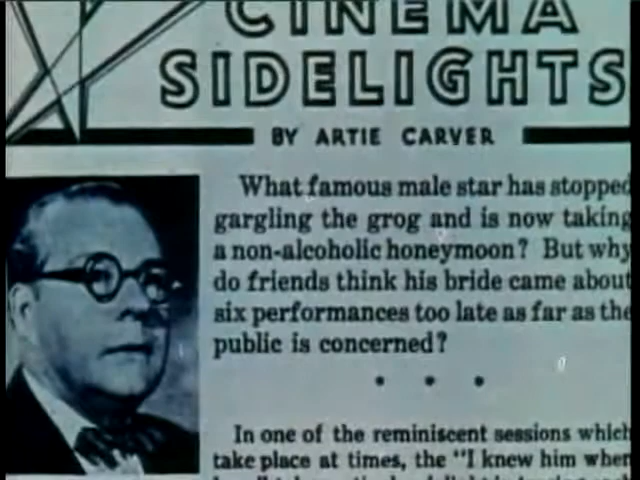 CINEMA
SIDELIGHTS
BY ARTIE CARVER
What famous male star has stopped
gargling the grog and is now taking
a non-alcoholic honeymoon? But why
do friends think his bride came about
six performances too late as far as the
public is concerned?
• • •
In one of the reminiscent sessions which
take place at times, the "I knew him when